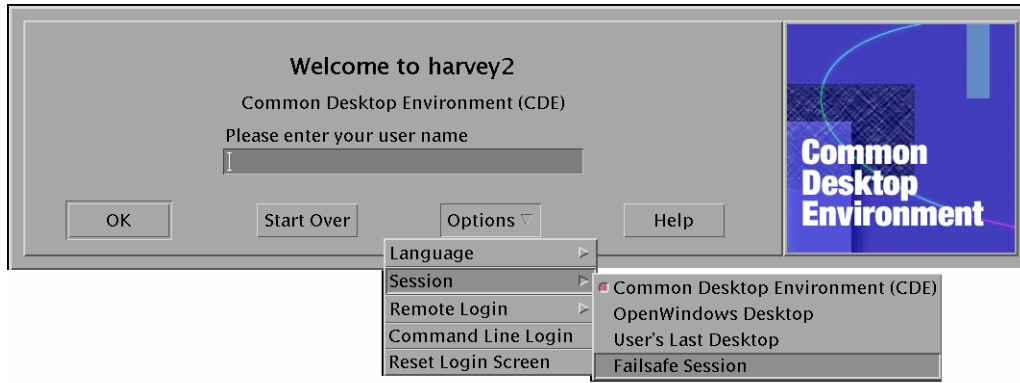 Welcome to harvey2
Common Desktop Environment (CDE)
Please enter your user name
OK
Start Over
Options
Help
Common
Desktop
Environment
Language
Session
Remote Login
Command Line Login
Reset Login Screen
Common Desktop Environment (CDE)
OpenWindows Desktop
User's Last Desktop
Failsafe Session